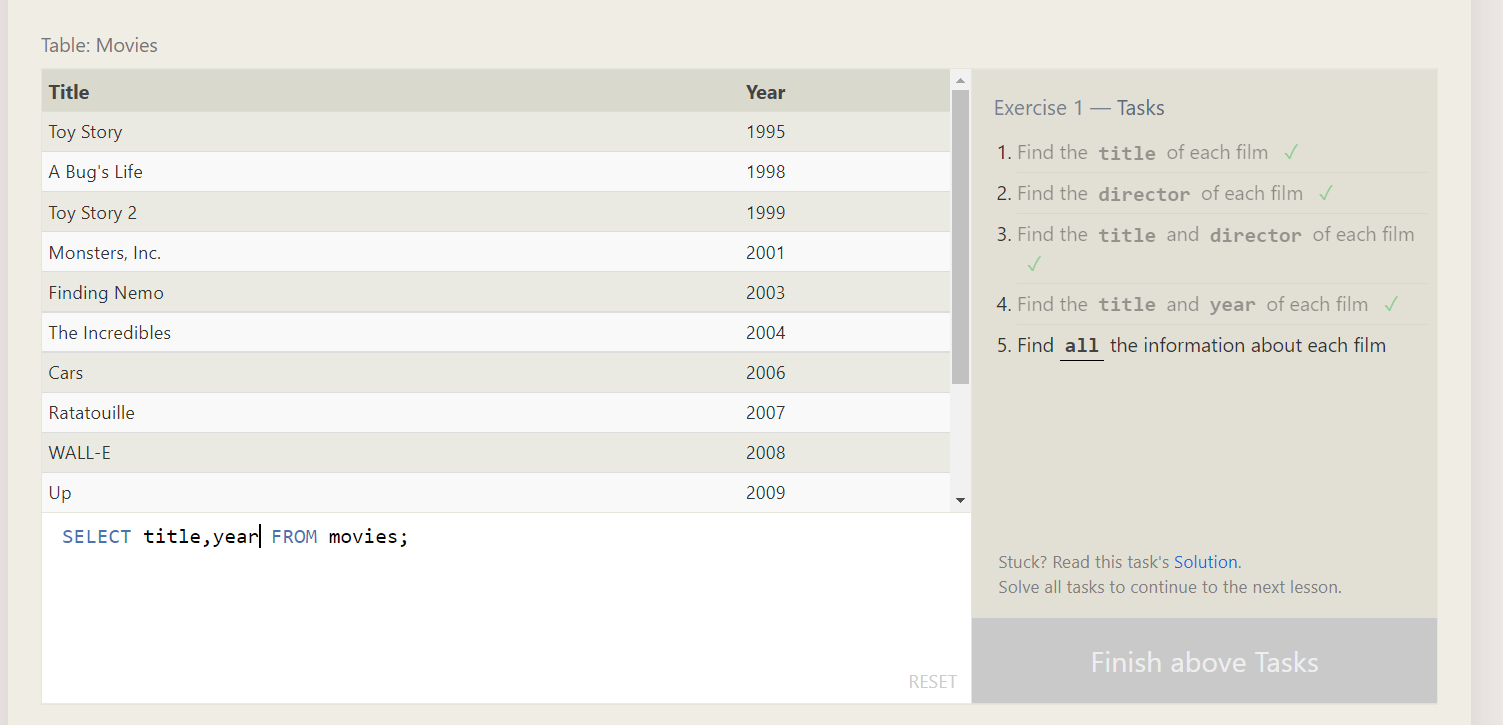 Table: Movies
Title Year
Toy Story 1995
A Bug's Life 1998
Toy Story 2 1999
Monsters, Inc. 2001
Finding Nemo 2003
The Incredibles 2004
Cars 2006
Ratatouille 2007
WALL-E 2008
Up 2009
SELECT title,year FROM movies;
RESET
Exercise 1 — Tasks
1. Find the title of each film ✓
2. Find the director of each film ✓
3. Find the title and director of each film
✓
4. Find the title and year of each film ✓
5. Find all the information about each film
Stuck? Read this task's Solution.
Solve all tasks to continue to the next lesson.
Finish above Tasks